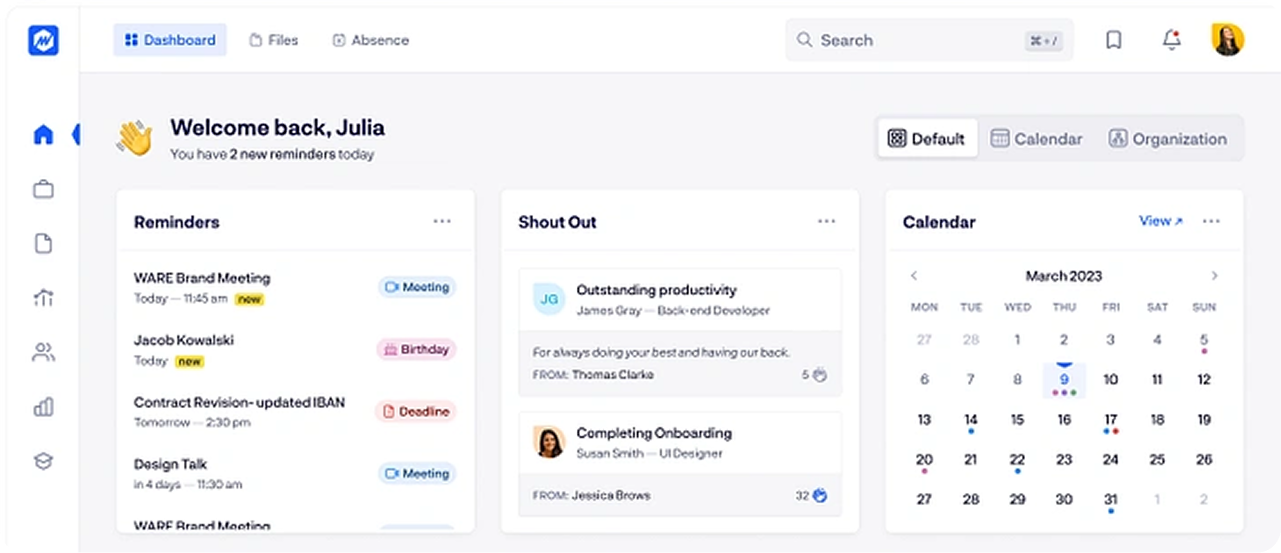 Dashboard
Files
Absence
Search
⌘+/
Welcome back, Julia
You have 2 new reminders today
Default
Calendar
Organization
Reminders
WARE Brand Meeting
Today — 11:45 am new
Meeting
Jacob Kowalski
Today new
Birthday
Contract Revision- updated IBAN
Tomorrow — 2:30 pm
Deadline
Design Talk
in 4 days — 11:30 am
Meeting
WARE Brand Meeting
Shout Out
JG
Outstanding productivity
James Gray — Back-end Developer
For always doing your best and having our back.
FROM: Thomas Clarke
5
Completing Onboarding
Susan Smith — UI Designer
FROM: Jessica Brows
32
Calendar
View ↗
March 2023
MON TUE WED THU FRI SAT SUN
27 28 1 2 3 4 5
6 7 8 9 10 11 12
13 14 15 16 17 18 19
20 21 22 23 24 25 26
27 28 29 30 31 1 2